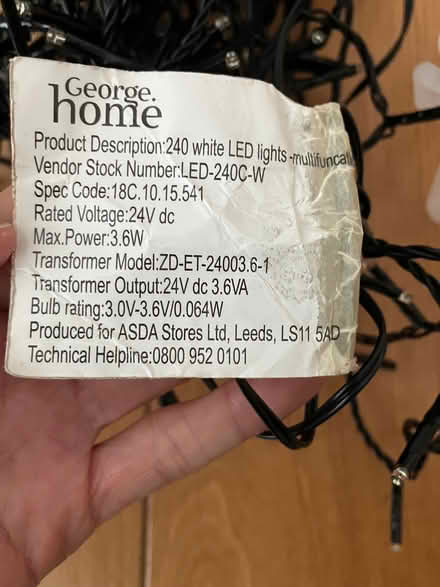 George.
home
Product Description:240 white LED lights -multifuncati
Vendor Stock Number:LED-240C-W
Spec Code:18C.10.15.541
Rated Voltage:24V dc
Max.Power:3.6W
Transformer Model:ZD-ET-24003.6-1
Transformer Output:24V dc 3.6VA
Bulb rating:3.0V-3.6V/0.064W
Produced for ASDA Stores Ltd, Leeds, LS11 5AD
Technical Helpline:0800 952 0101